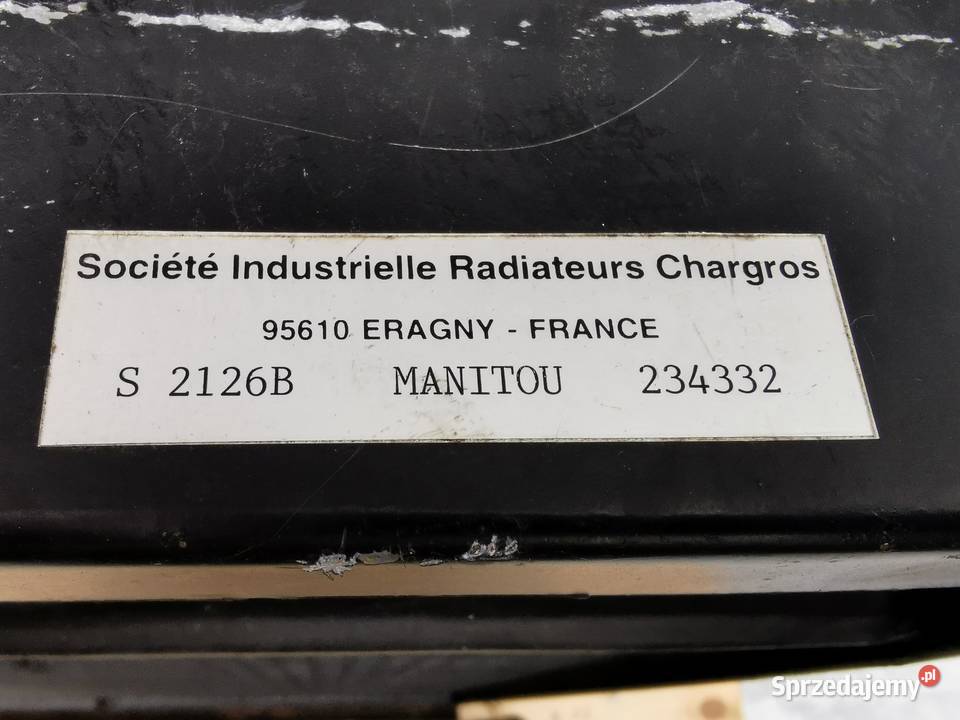 Société Industrielle Radiateurs Chargros
95610 ERAGNY - FRANCE
S 2126B MANITOU 234332
Sprzedajemy.pl